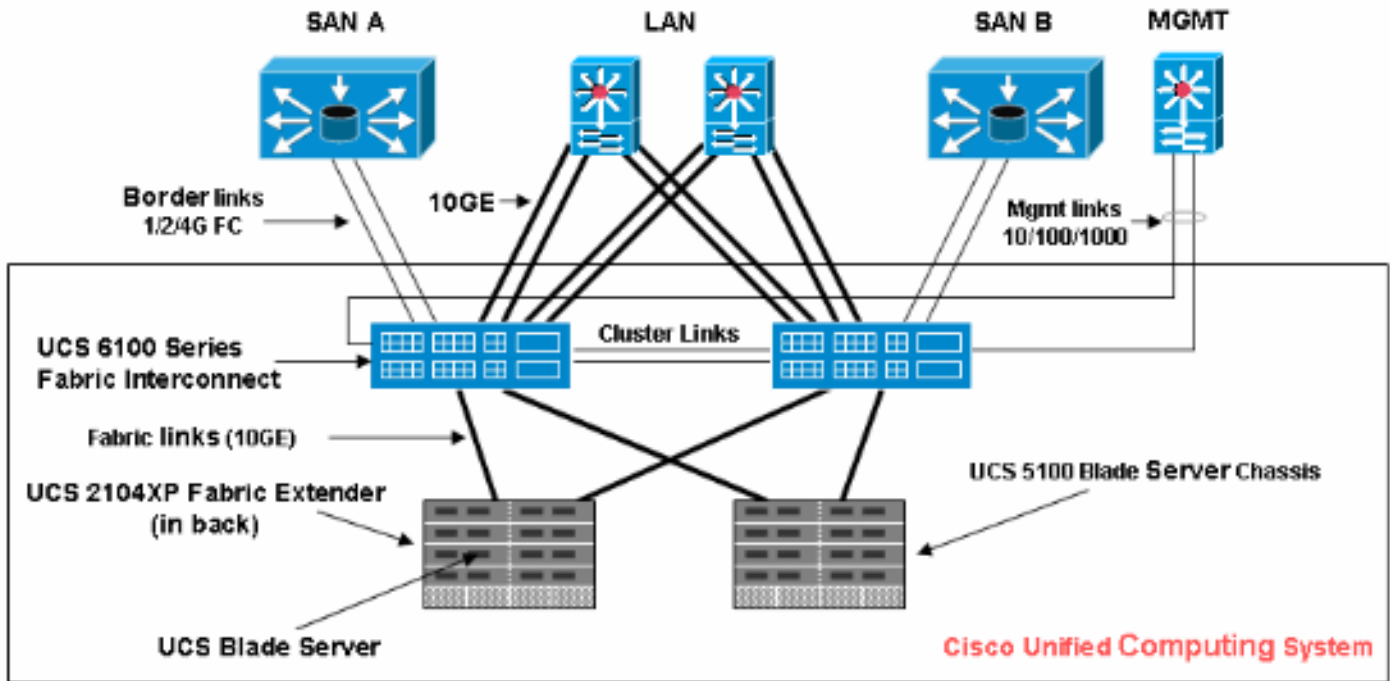 SAN A
LAN
SAN B
MGMT
Border links
1/2/4G FC
10GE
Mgmt links
10/100/1000
UCS 6100 Series
Fabric Interconnect
Cluster Links
Fabric links (10GE)
UCS 2104XP Fabric Extender
(in back)
UCS 5100 Blade Server Chassis
UCS Blade Server
Cisco Unified Computing System